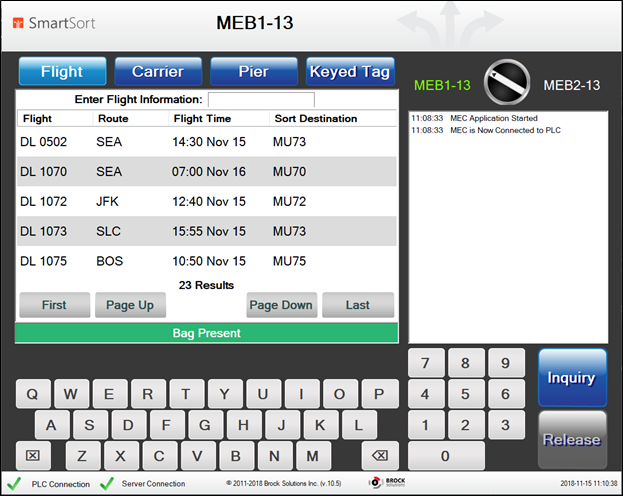 SmartSort
MEB1-13
Flight Carrier Pier Keyed Tag
MEB1-13 MEB2-13
Enter Flight Information:
Flight Route Flight Time Sort Destination
DL 0502 SEA 14:30 Nov 15 MU73
DL 1070 SEA 07:00 Nov 16 MU70
DL 1072 JFK 12:40 Nov 15 MU72
DL 1073 SLC 15:55 Nov 15 MU73
DL 1075 BOS 10:50 Nov 15 MU75
23 Results
First Page Up Page Down Last
Bag Present
11:08:33 MEC Application Started
11:08:33 MEC is Now Connected to PLC
Q W E R T Y U I O P
A S D F G H J K L
Z X C V B N M
7 8 9
4 5 6
1 2 3
0
Inquiry
Release
PLC Connection Server Connection © 2011-2018 Brock Solutions Inc. (v.10.5) BROCK SOLUTIONS 2018-11-15 11:10:38